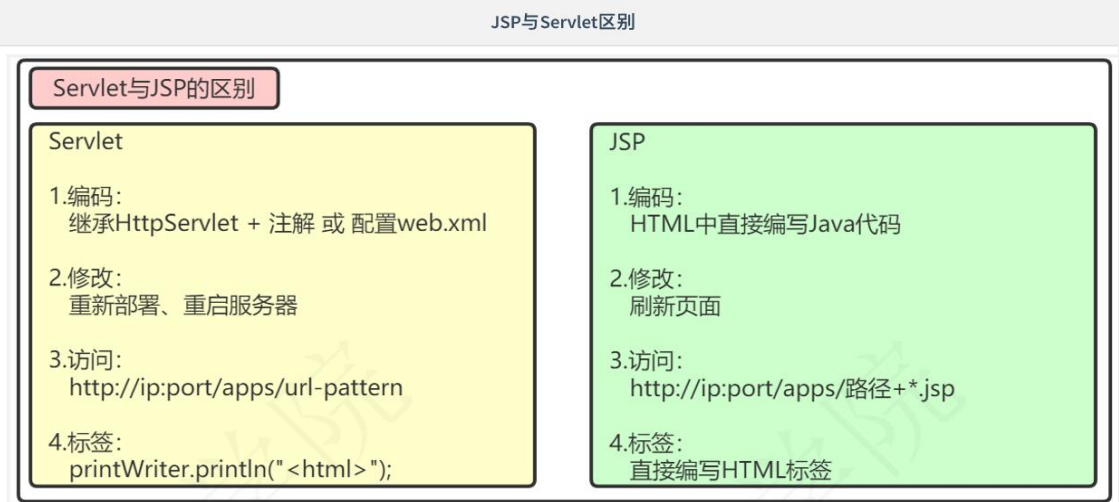 JSP与Servlet区别
Servlet与JSP的区别
Servlet
1.编码：
继承HttpServlet + 注解 或 配置web.xml
2.修改：
重新部署、重启服务器
3.访问：
http://ip:port/apps/url-pattern
4.标签：
printWriter.println("<html>");
JSP
1.编码：
HTML中直接编写Java代码
2.修改：
刷新页面
3.访问：
http://ip:port/apps/路径+*.jsp
4.标签：
直接编写HTML标签